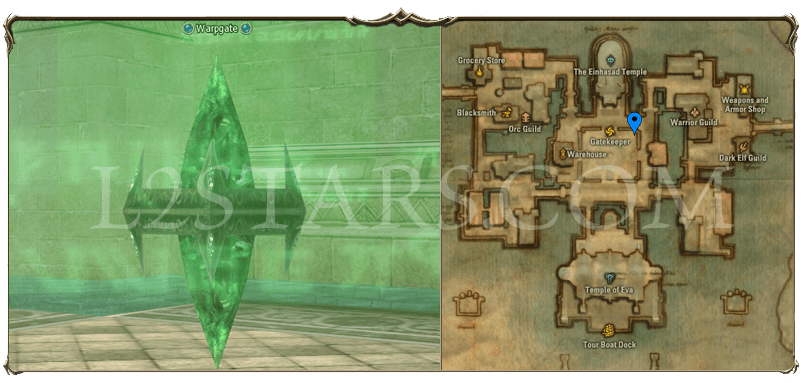 Warpgate
L2STARS.COM
Grocery Store
The Einhasad Temple
Weapons and
Armor Shop
Blacksmith
Orc Guild
Warrior Guild
Gatekeeper
Warehouse
Dark Elf Guild
Temple of Eva
Tour Boat Dock